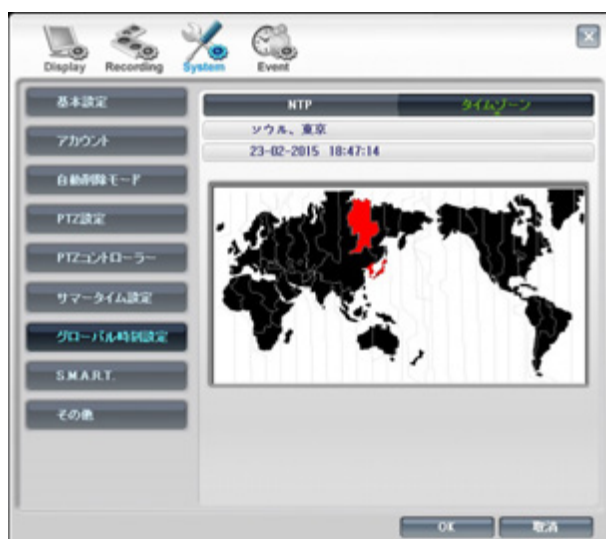 Display Recording System Event
基本設定
アカウント
自動削除モード
PTZ設定
PTZコントローラー
サマータイム設定
グローバル時刻設定
S.M.A.R.T.
その他
NTP タイムゾーン
ソウル、東京
23-02-2015 18:47:14
OK 取消